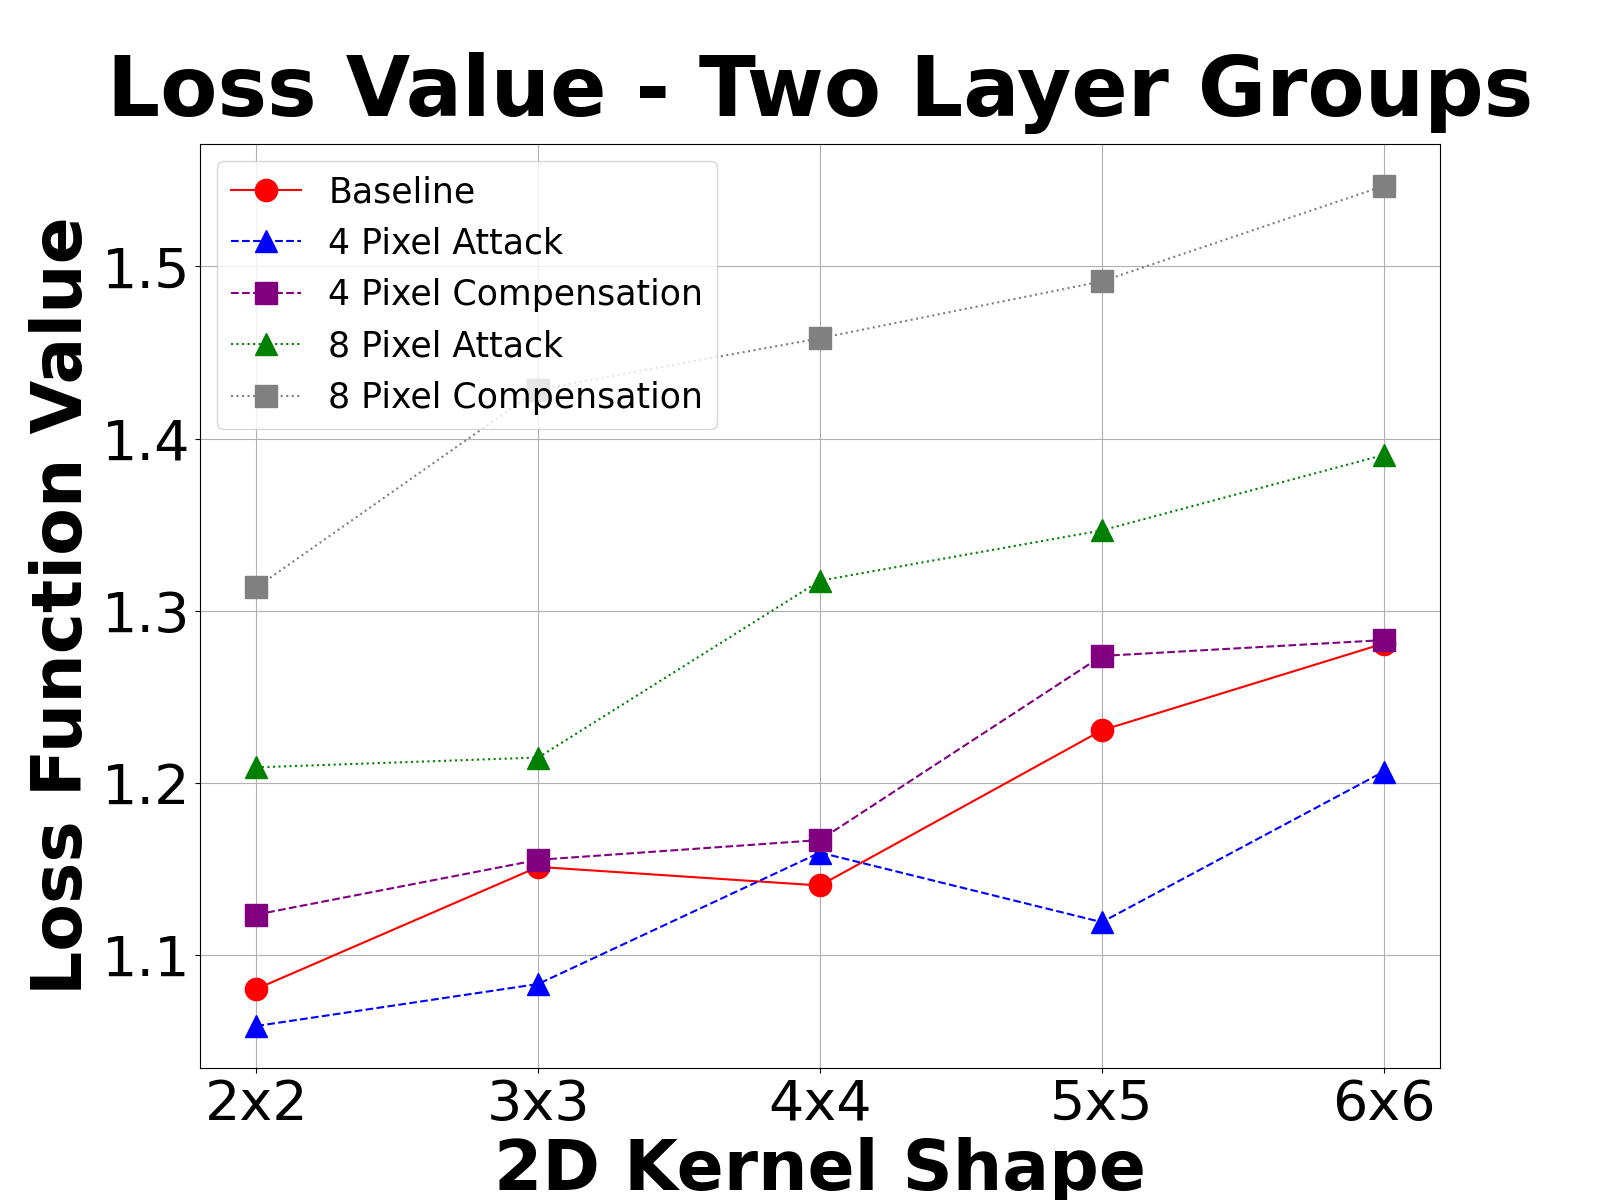 Loss Value - Two Layer Groups
Baseline
4 Pixel Attack
4 Pixel Compensation
8 Pixel Attack
8 Pixel Compensation
Loss Function Value
1.5
1.4
1.3
1.2
1.1
2x2 3x3 4x4 5x5 6x6
2D Kernel Shape